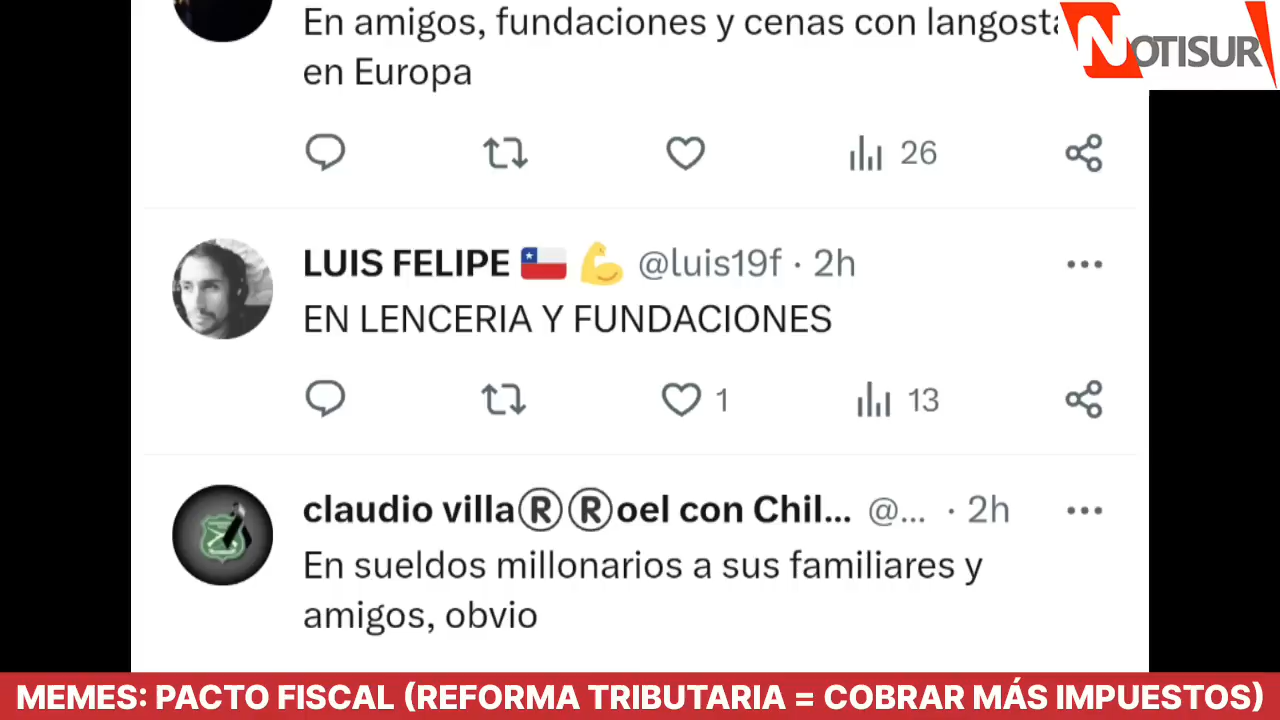 En amigos, fundaciones y cenas con langosta
en Europa
NOTISUR
26
LUIS FELIPE 🇨🇱 💪 @luis19f · 2h
EN LENCERIA Y FUNDACIONES
1 13
claudio villaⓇⓇoel con Chil... @... · 2h
En sueldos millonarios a sus familiares y
amigos, obvio
MEMES: PACTO FISCAL (REFORMA TRIBUTARIA = COBRAR MÁS IMPUESTOS)